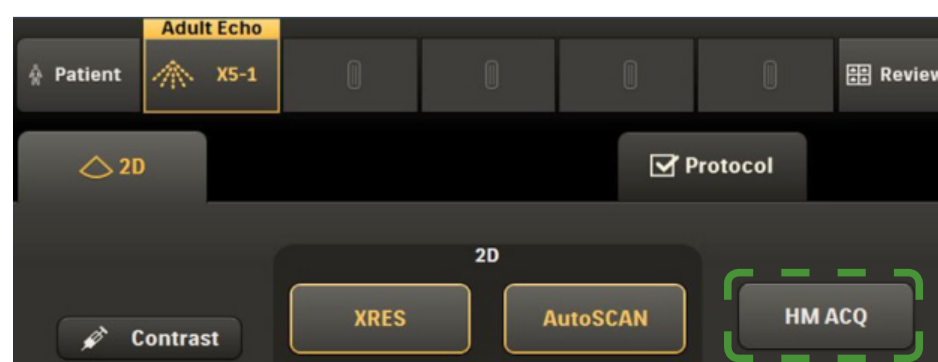 Adult Echo
Patient
X5-1
Review
2D
Protocol
2D
XRES
AutoSCAN
HM ACQ
Contrast